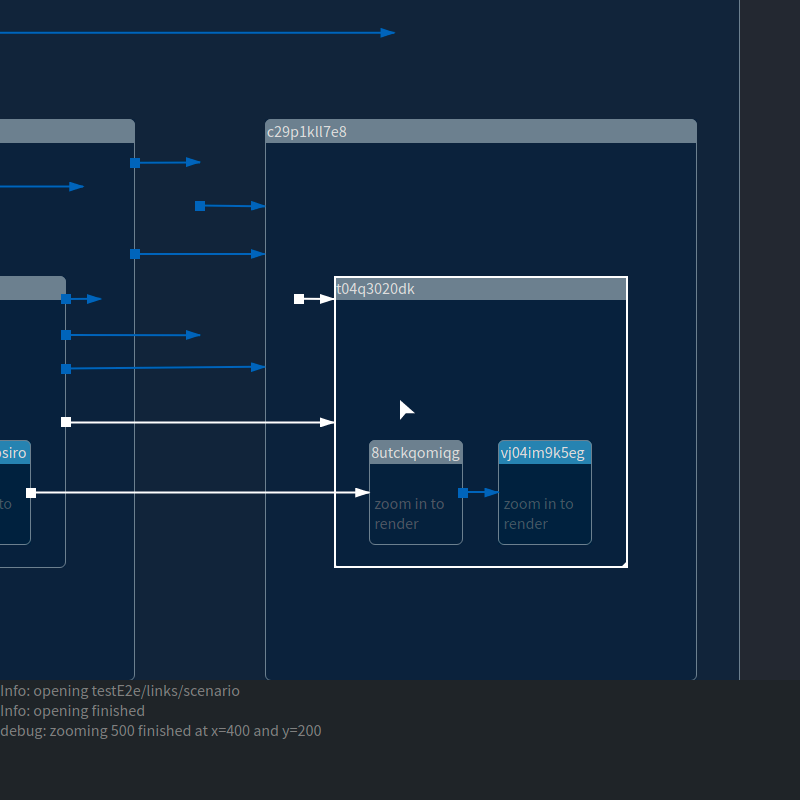 c29p1kll7e8
t04q3020dk
siro
8utckqomiqg
vj04im9k5eg
to
zoom in to
render
zoom in to
render
Info: opening testE2e/links/scenario
Info: opening finished
debug: zooming 500 finished at x=400 and y=200